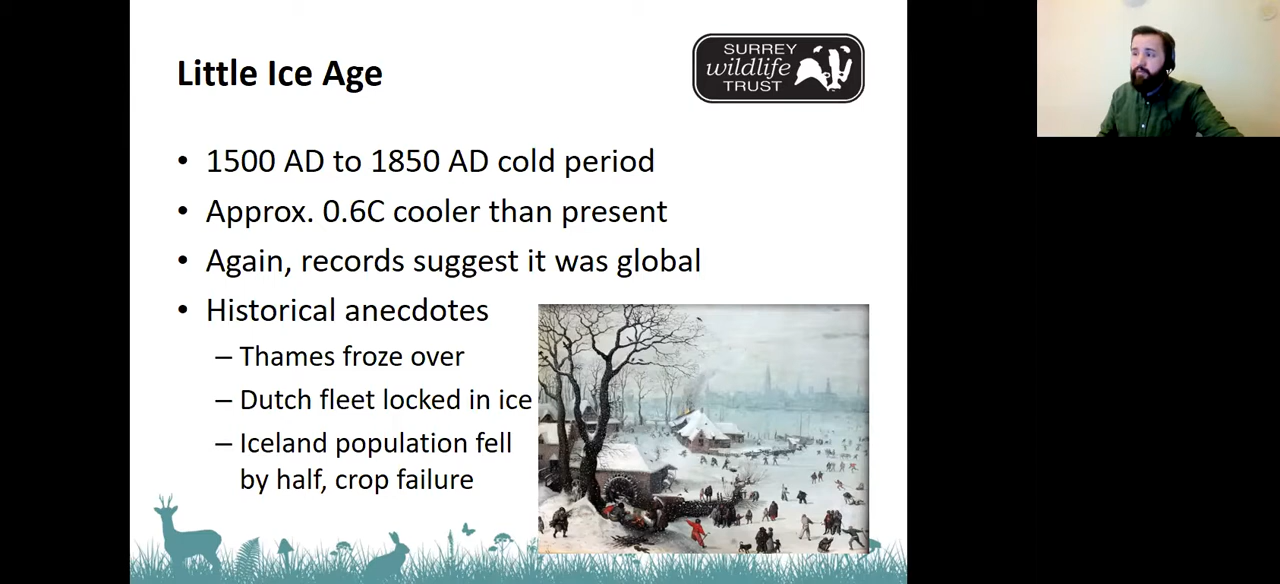 Little Ice Age
SURREY
wildlife
TRUST
• 1500 AD to 1850 AD cold period
• Approx. 0.6C cooler than present
• Again, records suggest it was global
• Historical anecdotes
– Thames froze over
– Dutch fleet locked in ice
– Iceland population fell
by half, crop failure